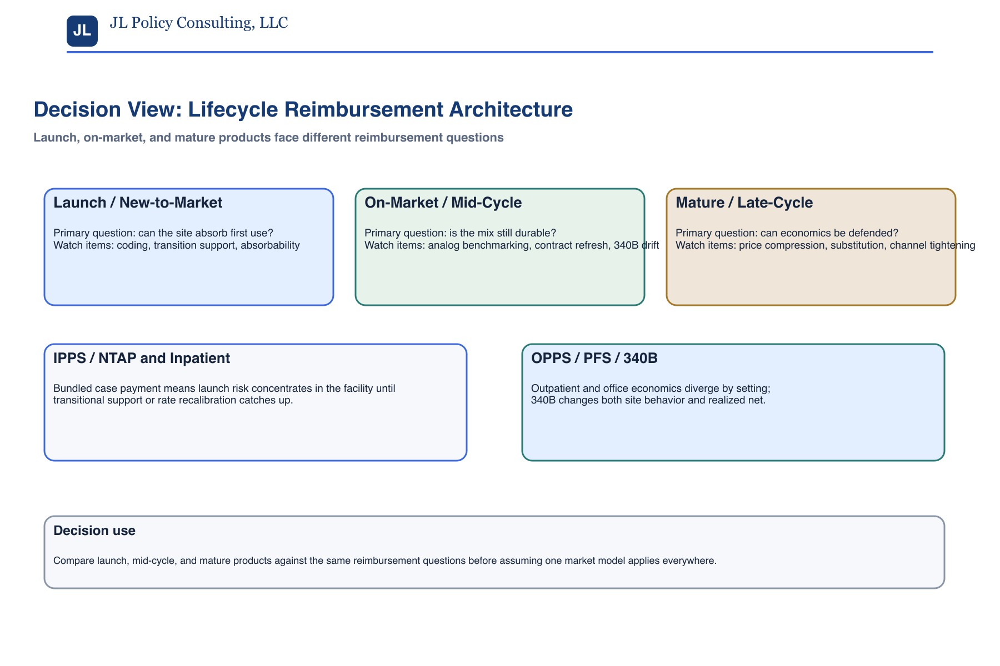 JL
JL Policy Consulting, LLC
Decision View: Lifecycle Reimbursement Architecture
Launch, on-market, and mature products face different reimbursement questions
Launch / New-to-Market
Primary question: can the site absorb first use?
Watch items: coding, transition support, absorbability
On-Market / Mid-Cycle
Primary question: is the mix still durable?
Watch items: analog benchmarking, contract refresh, 340B drift
Mature / Late-Cycle
Primary question: can economics be defended?
Watch items: price compression, substitution, channel tightening
IPPS / NTAP and Inpatient
Bundled case payment means launch risk concentrates in the facility until
transitional support or rate recalibration catches up.
OPPS / PFS / 340B
Outpatient and office economics diverge by setting;
340B changes both site behavior and realized net.
Decision use
Compare launch, mid-cycle, and mature products against the same reimbursement questions before assuming one market model applies everywhere.